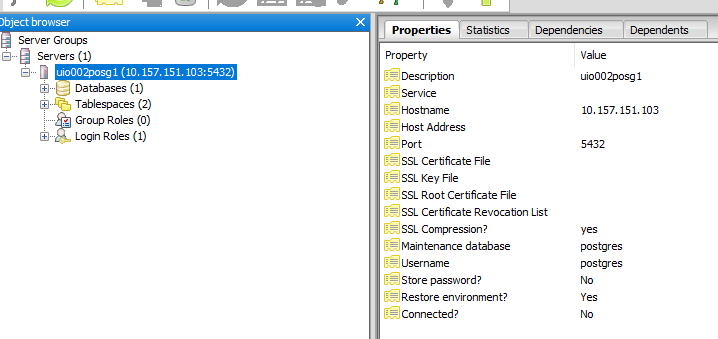 Object browser
Server Groups
Servers (1)
uio002posg1 (10.157.151.103:5432)
Databases (1)
Tablespaces (2)
Group Roles (0)
Login Roles (1)
Properties Statistics Dependencies Dependents
Property Value
Description uio002posg1
Service
Hostname 10.157.151.103
Host Address
Port 5432
SSL Certificate File
SSL Key File
SSL Root Certificate File
SSL Certificate Revocation List
SSL Compression? yes
Maintenance database postgres
Username postgres
Store password? No
Restore environment? Yes
Connected? No